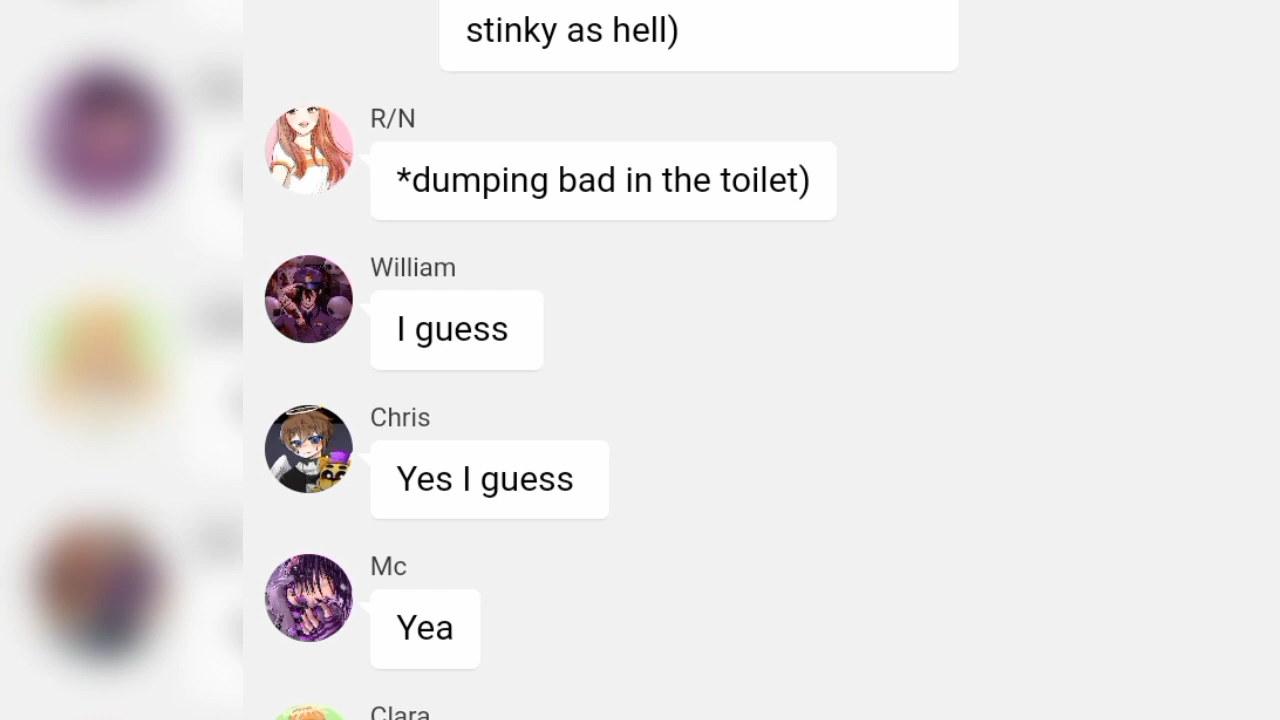 stinky as hell)
R/N
*dumping bad in the toilet)
William
I guess
Chris
Yes I guess
Mc
Yea
Clara